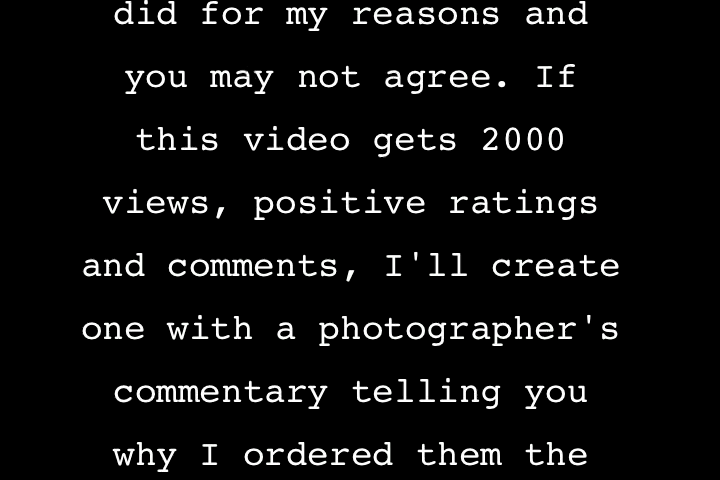 did for my reasons and
you may not agree. If
this video gets 2000
views, positive ratings
and comments, I'll create
one with a photographer's
commentary telling you
why I ordered them the